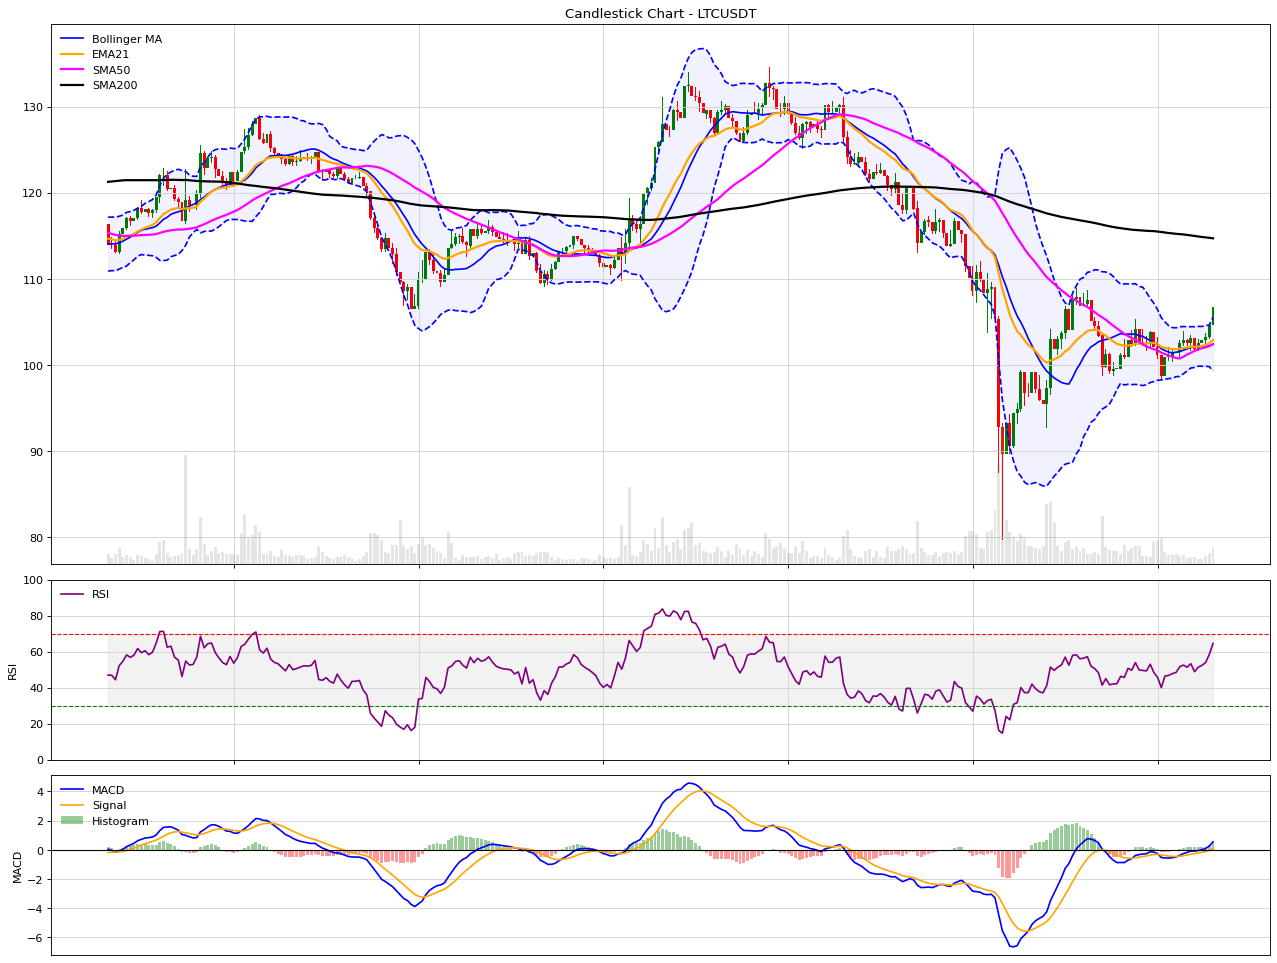 Candlestick Chart - LTCUSDT
Bollinger MA
EMA21
SMA50
SMA200
130
120
110
100
90
80
100
80
60
40
20
0
RSI
RSI
4
2
0
−2
−4
−6
MACD
MACD
Signal
Histogram